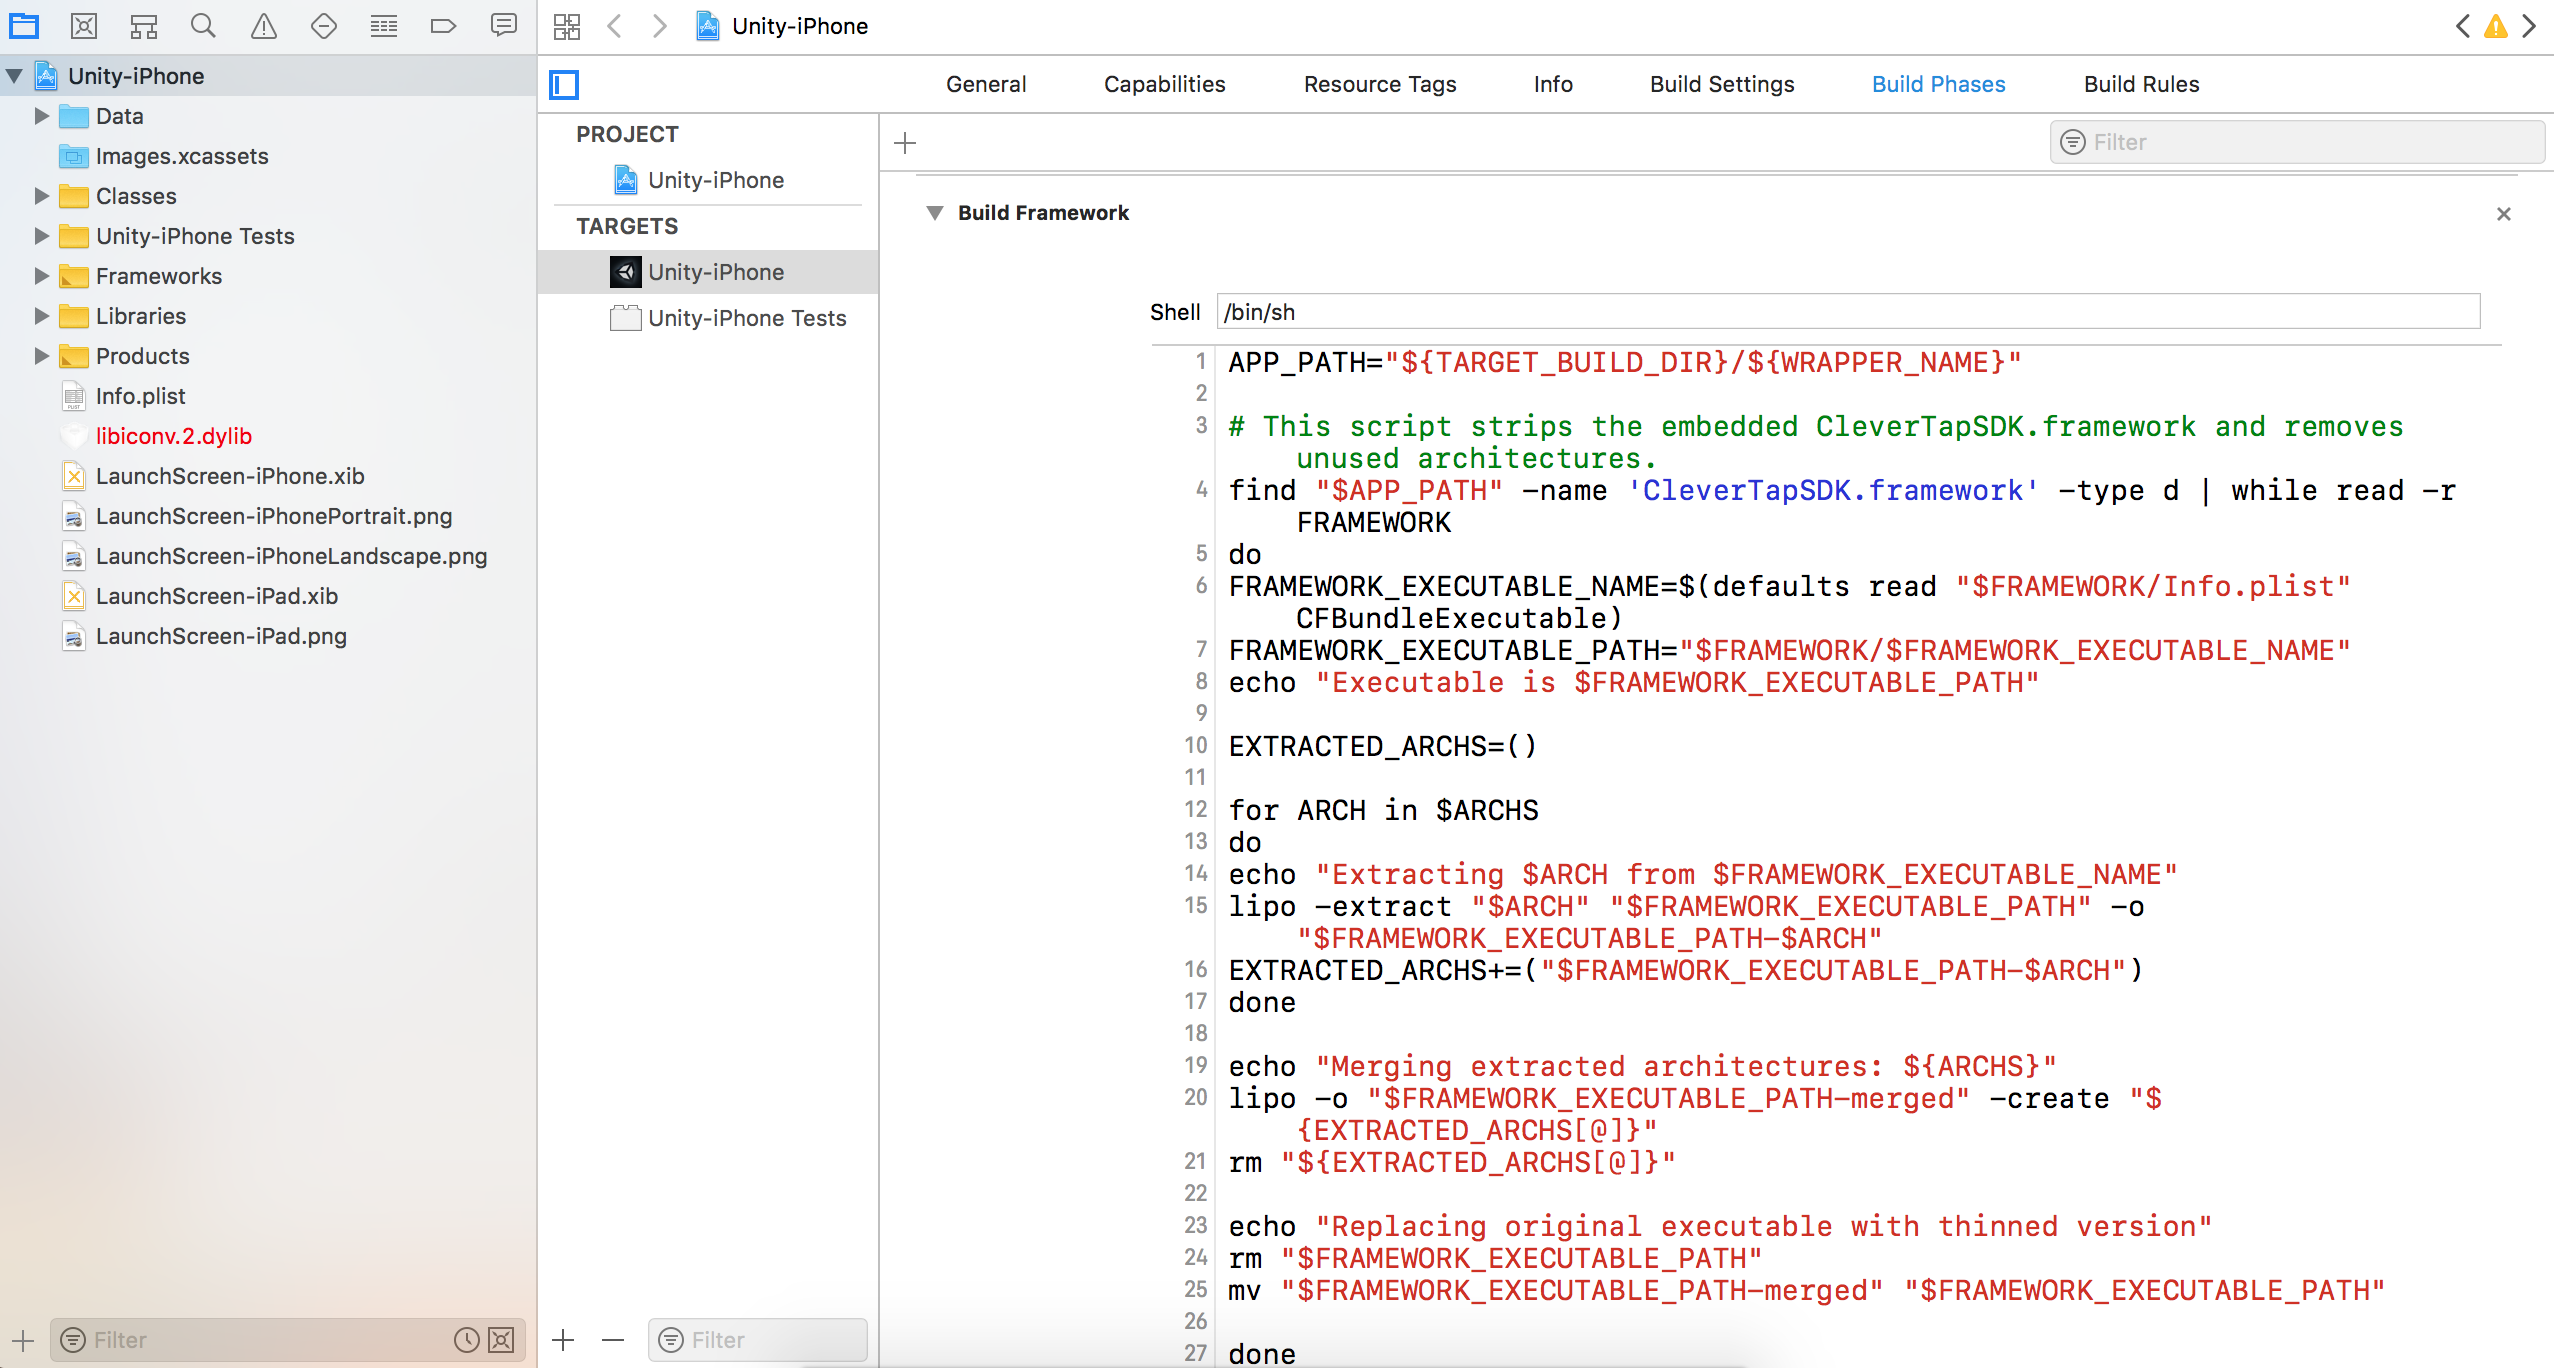 Unity-iPhone
Unity-iPhone
Data
Images.xcassets
Classes
Unity-iPhone Tests
Frameworks
Libraries
Products
Info.plist
libiconv.2.dylib
LaunchScreen-iPhone.xib
LaunchScreen-iPhonePortrait.png
LaunchScreen-iPhoneLandscape.png
LaunchScreen-iPad.xib
LaunchScreen-iPad.png
Filter
General Capabilities Resource Tags Info Build Settings Build Phases Build Rules
PROJECT
Unity-iPhone
TARGETS
Unity-iPhone
Unity-iPhone Tests
Filter
Filter
Build Framework
Shell /bin/sh
1 APP_PATH="${TARGET_BUILD_DIR}/${WRAPPER_NAME}"
2
3 # This script strips the embedded CleverTapSDK.framework and removes
unused architectures.
4 find "$APP_PATH" -name 'CleverTapSDK.framework' -type d | while read -r
FRAMEWORK
5 do
6 FRAMEWORK_EXECUTABLE_NAME=$(defaults read "$FRAMEWORK/Info.plist"
CFBundleExecutable)
7 FRAMEWORK_EXECUTABLE_PATH="$FRAMEWORK/$FRAMEWORK_EXECUTABLE_NAME"
8 echo "Executable is $FRAMEWORK_EXECUTABLE_PATH"
9
10 EXTRACTED_ARCHS=()
11
12 for ARCH in $ARCHS
13 do
14 echo "Extracting $ARCH from $FRAMEWORK_EXECUTABLE_NAME"
15 lipo -extract "$ARCH" "$FRAMEWORK_EXECUTABLE_PATH" -o
"$FRAMEWORK_EXECUTABLE_PATH-$ARCH"
16 EXTRACTED_ARCHS+=("$FRAMEWORK_EXECUTABLE_PATH-$ARCH")
17 done
18
19 echo "Merging extracted architectures: ${ARCHS}"
20 lipo -o "$FRAMEWORK_EXECUTABLE_PATH-merged" -create "$
{EXTRACTED_ARCHS[@]}"
21 rm "${EXTRACTED_ARCHS[@]}"
22
23 echo "Replacing original executable with thinned version"
24 rm "$FRAMEWORK_EXECUTABLE_PATH"
25 mv "$FRAMEWORK_EXECUTABLE_PATH-merged" "$FRAMEWORK_EXECUTABLE_PATH"
26
27 done